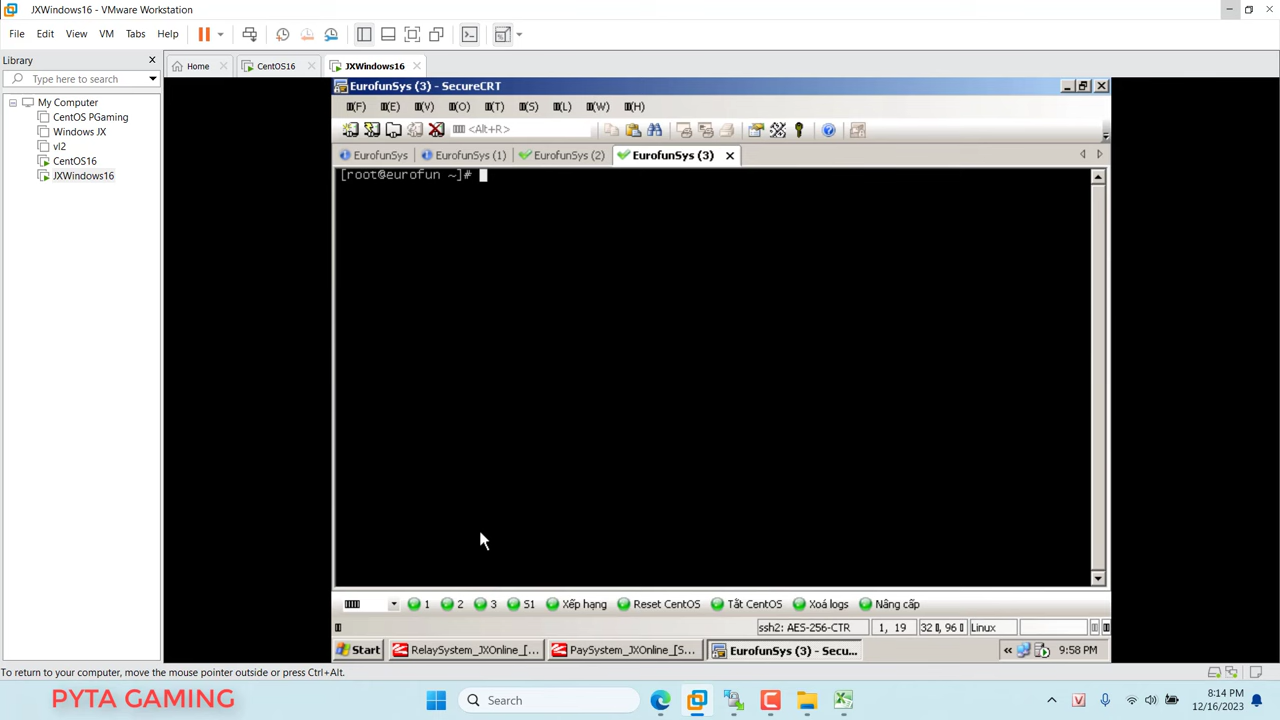 JXWindows16 - VMware Workstation
File Edit View VM Tabs Help
Library
Type here to search
My Computer
CentOS PGaming
Windows JX
vl2
CentOS16
JXWindows16
Home CentOS16 JXWindows16
EurofunSys (3) - SecureCRT
(F) (E) (V) (O) (T) (S) (L) (W) (H)
<Alt+R>
EurofunSys EurofunSys (1) EurofunSys (2) EurofunSys (3)
[root@eurofun ~]#
1 2 3 S1 Xếp hạng Reset CentOS Tắt CentOS Xoá logs Nâng cấp
ssh2: AES-256-CTR 1, 19 32 , 96 Linux
Start RelaySystem_JXOnline_[... PaySystem_JXOnline_[S... EurofunSys (3) - Secu... « 9:58 PM
To return to your computer, move the mouse pointer outside or press Ctrl+Alt.
PYTA GAMING
Search
V
8:14 PM
12/16/2023